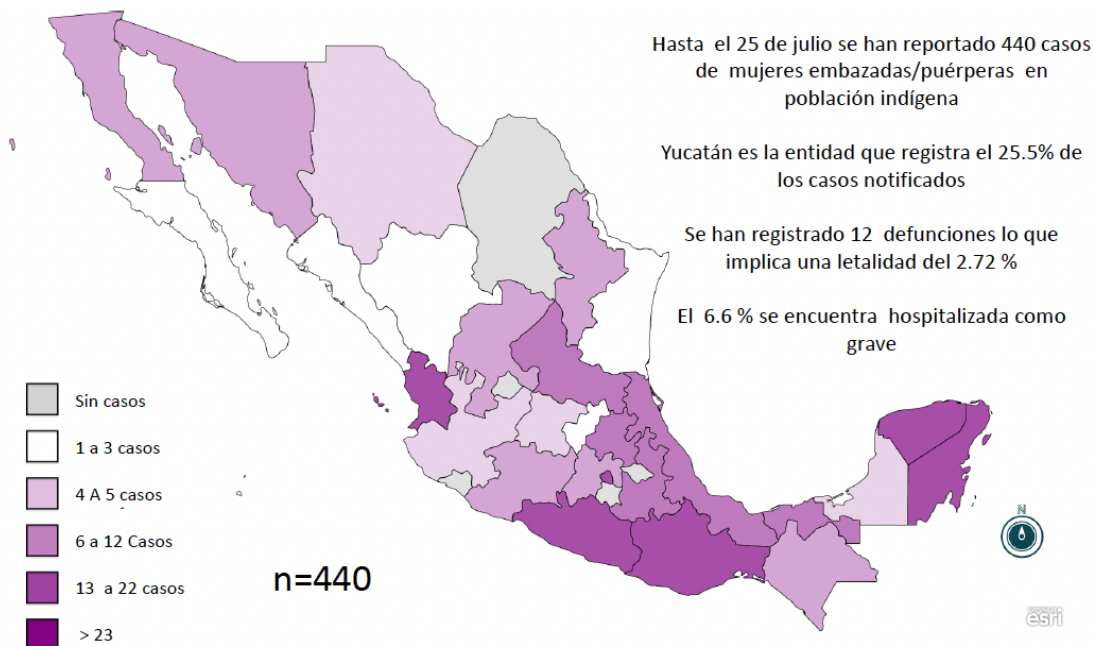 Hasta el 25 de julio se han reportado 440 casos
de mujeres embazadas/puérperas en
población indígena
Yucatán es la entidad que registra el 25.5% de
los casos notificados
Se han registrado 12 defunciones lo que
implica una letalidad del 2.72 %
El 6.6 % se encuentra hospitalizada como
grave
Sin casos
1 a 3 casos
4 A 5 casos
6 a 12 Casos
13 a 22 casos
> 23
n=440
N
esri